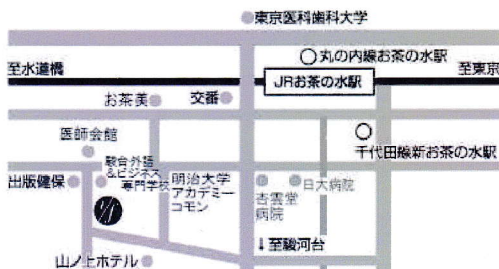 東京医科歯科大学
丸の内線お茶の水駅
至水道橋
至東京
JRお茶の水駅
お茶美
交番
医師会館
千代田線新お茶の水駅
駿台外語
&ビジネス
専門学校
明治大学
アカデミー
コモン
出版健保
日大病院
杏雲堂
病院
↓至駿河台
山ノ上ホテル